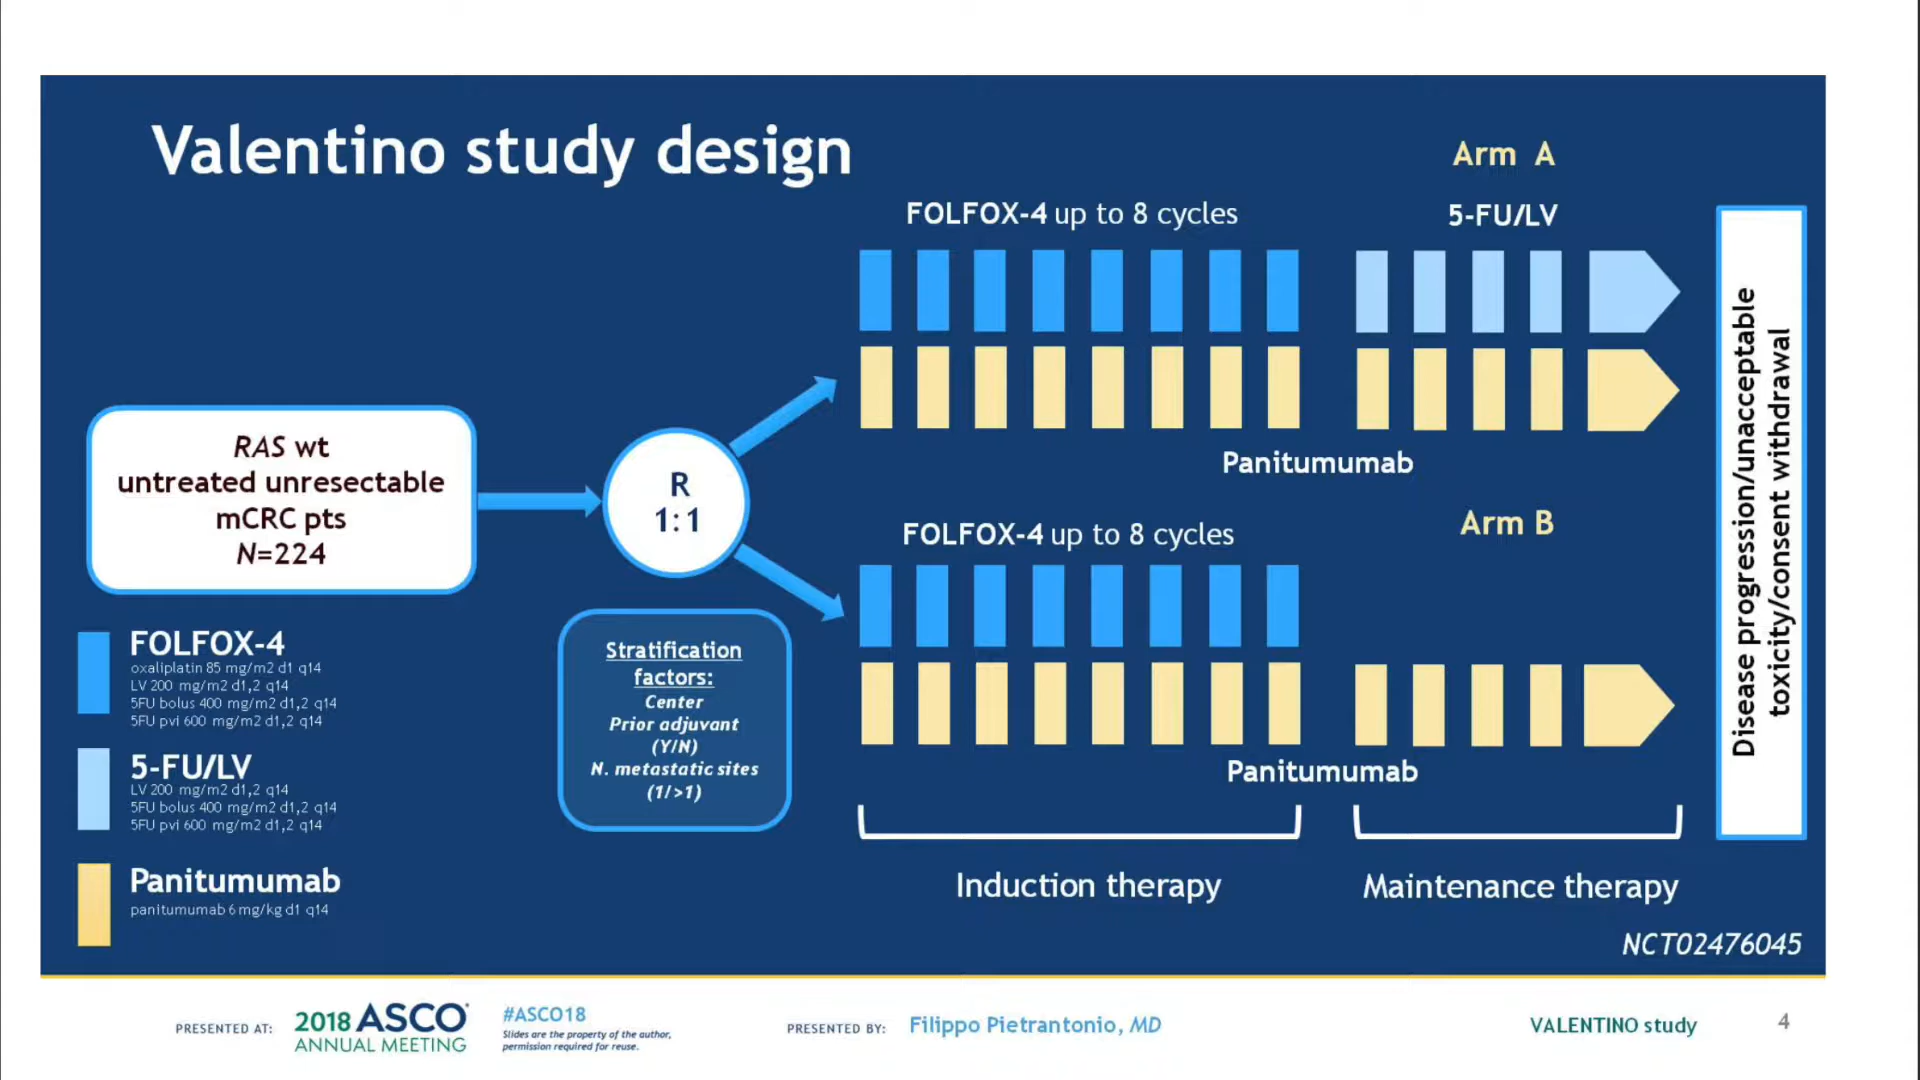 Valentino study design
RAS wt
untreated unresectable
mCRC pts
N=224
R
1:1
Stratification
factors:
Center
Prior adjuvant
(Y/N)
N. metastatic sites
(1/>1)
FOLFOX-4
oxaliplatin 85 mg/m2 d1 q14
LV 200 mg/m2 d1,2 q14
5FU bolus 400 mg/m2 d1,2 q14
5FU pvi 600 mg/m2 d1,2 q14
5-FU/LV
LV 200 mg/m2 d1,2 q14
5FU bolus 400 mg/m2 d1,2 q14
5FU pvi 600 mg/m2 d1,2 q14
Panitumumab
panitumumab 6 mg/kg d1 q14
Arm A
FOLFOX-4 up to 8 cycles
5-FU/LV
Panitumumab
Arm B
FOLFOX-4 up to 8 cycles
Panitumumab
Induction therapy
Maintenance therapy
Disease progression/unacceptable
toxicity/consent withdrawal
NCT02476045
PRESENTED AT:
2018 ASCO
ANNUAL MEETING
#ASCO18
Slides are the property of the author,
permission required for reuse.
PRESENTED BY:
Filippo Pietrantonio, MD
VALENTINO study
4